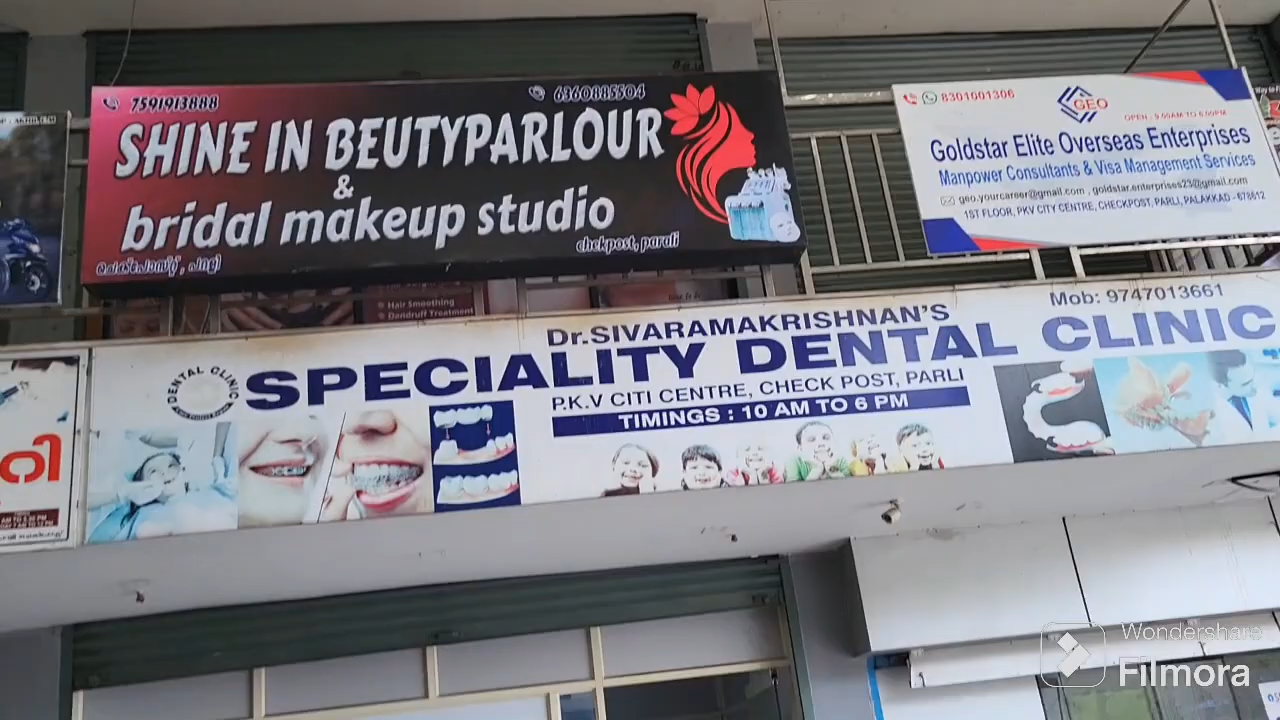 7591913888
6360885504
SHINE IN BEUTYPARLOUR
&
bridal makeup studio
chekpost, parali
ചെക്പോസ്റ്റ്, പറളി
8301001306
GEO
OPEN : 9.00AM TO 6.00PM
Goldstar Elite Overseas Enterprises
Manpower Consultants & Visa Management Services
geo.yourcareer@gmail.com , goldstar.enterprises23@gmail.com
1ST FLOOR, PKV CITY CENTRE, CHECKPOST, PARLI, PALAKKAD - 678612
Hair Smoothing
Dandruff Treatment
Mob: 9747013661
Dr.SIVARAMAKRISHNAN'S
DENTAL CLINIC
SPECIALITY DENTAL CLINIC
P.K.V CITI CENTRE, CHECK POST, PARLI
TIMINGS : 10 AM TO 6 PM
Wondershare
Filmora